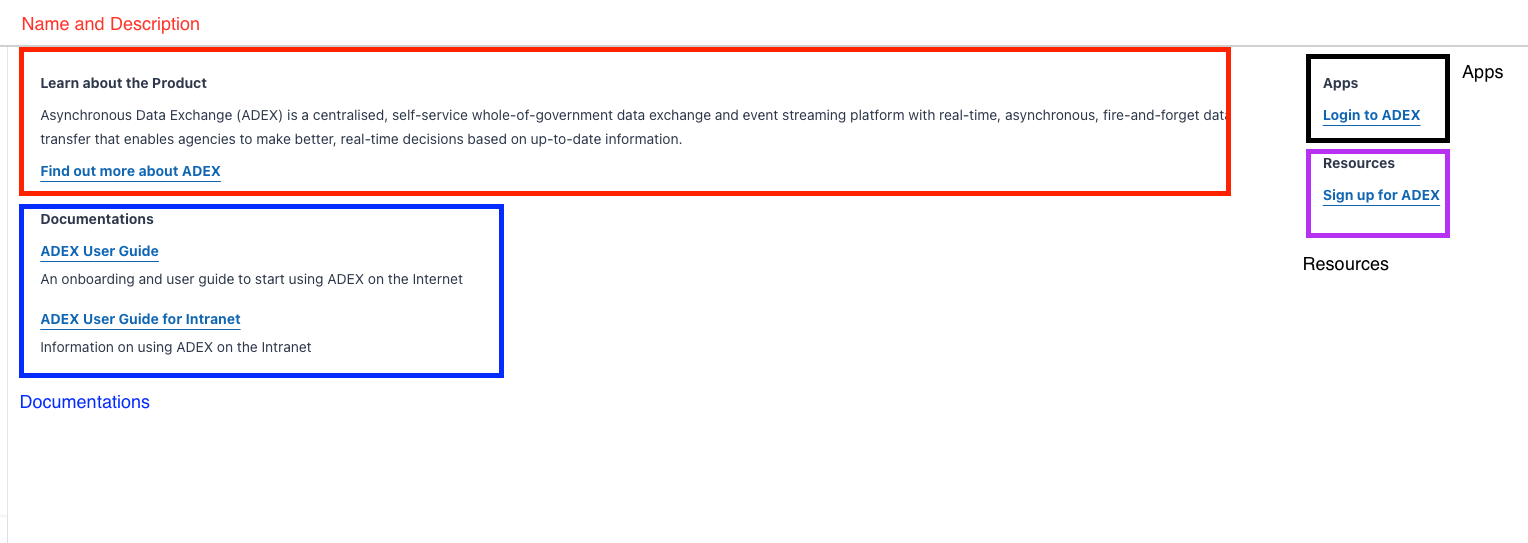 Name and Description
Learn about the Product
Asynchronous Data Exchange (ADEX) is a centralised, self-service whole-of-government data exchange and event streaming platform with real-time, asynchronous, fire-and-forget data
transfer that enables agencies to make better, real-time decisions based on up-to-date information.
Find out more about ADEX
Documentations
ADEX User Guide
An onboarding and user guide to start using ADEX on the Internet
ADEX User Guide for Intranet
Information on using ADEX on the Intranet
Documentations
Apps
Login to ADEX
Apps
Resources
Sign up for ADEX
Resources